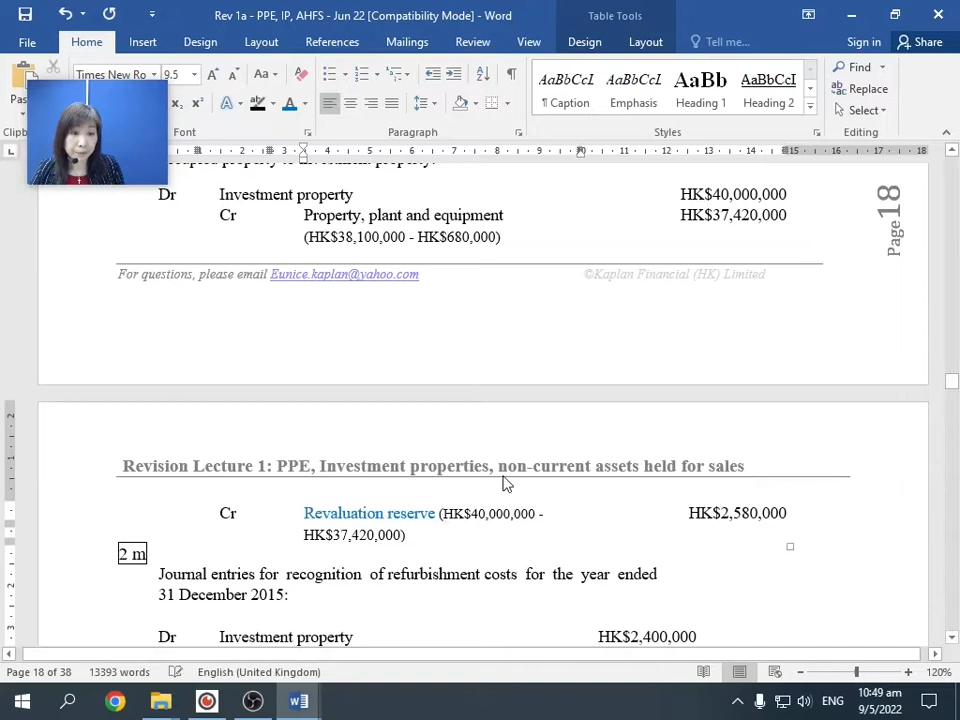 Rev 1a - PPE, IP, AHFS - Jun 22 [Compatibility Mode] - Word
Table Tools
File Home Insert Design Layout References Mailings Review View Design Layout Tell me... Sign in Share
Times New Ro 9.5 Aa
AaBbCcI AaBbCcI AaBb AaBbCcI
¶ Caption Emphasis Heading 1 Heading 2
Find
Replace
Select
Font Paragraph Styles Editing
Dr Investment property HK$40,000,000
Cr Property, plant and equipment HK$37,420,000
(HK$38,100,000 - HK$680,000)
Page 18
For questions, please email Eunice.kaplan@yahoo.com ©Kaplan Financial (HK) Limited
Revision Lecture 1: PPE, Investment properties, non-current assets held for sales
Cr Revaluation reserve (HK$40,000,000 - HK$2,580,000
HK$37,420,000)
2 m
Journal entries for recognition of refurbishment costs for the year ended
31 December 2015:
Dr Investment property HK$2,400,000
Page 18 of 38 13393 words English (United Kingdom) 120%
ENG 10:49 am
9/5/2022